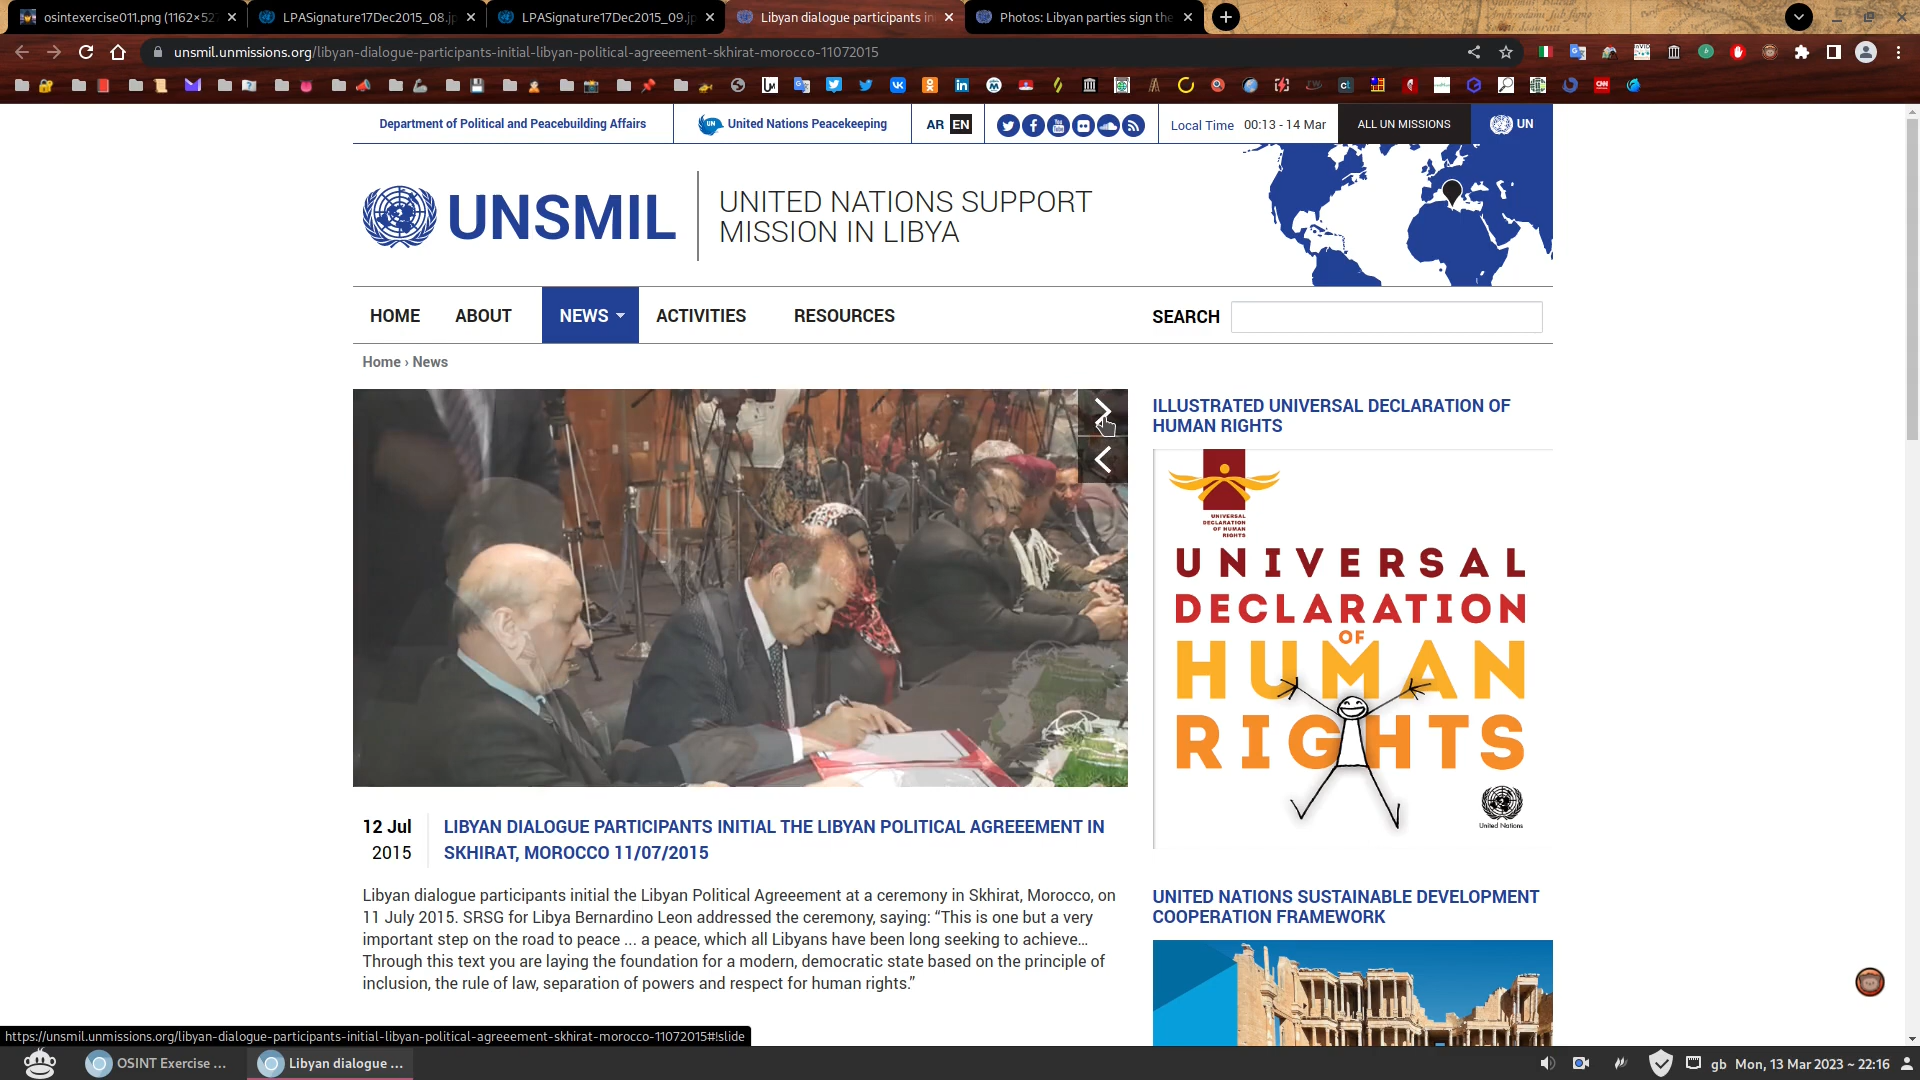 osintexercise011.png (1162×52
LPASignature17Dec2015_08.jp
LPASignature17Dec2015_09.jp
Libyan dialogue participants in
Photos: Libyan parties sign the
unsmil.unmissions.org/libyan-dialogue-participants-initial-libyan-political-agreeement-skhirat-morocco-11072015
Department of Political and Peacebuilding Affairs
UN United Nations Peacekeeping
AR EN
Local Time 00:13 - 14 Mar
ALL UN MISSIONS
UN
UNSMIL
UNITED NATIONS SUPPORT
MISSION IN LIBYA
HOME ABOUT NEWS ACTIVITIES RESOURCES
SEARCH
Home › News
ILLUSTRATED UNIVERSAL DECLARATION OF
HUMAN RIGHTS
UNIVERSAL
DECLARATION
OF HUMAN
RIGHTS
UNIVERSAL
DECLARATION
OF
HUMAN
RIGHTS
United Nations
12 Jul
2015
LIBYAN DIALOGUE PARTICIPANTS INITIAL THE LIBYAN POLITICAL AGREEEMENT IN
SKHIRAT, MOROCCO 11/07/2015
Libyan dialogue participants initial the Libyan Political Agreeement at a ceremony in Skhirat, Morocco, on
11 July 2015. SRSG for Libya Bernardino Leon addressed the ceremony, saying: “This is one but a very
important step on the road to peace ... a peace, which all Libyans have been long seeking to achieve…
Through this text you are laying the foundation for a modern, democratic state based on the principle of
inclusion, the rule of law, separation of powers and respect for human rights.”
UNITED NATIONS SUSTAINABLE DEVELOPMENT
COOPERATION FRAMEWORK
https://unsmil.unmissions.org/libyan-dialogue-participants-initial-libyan-political-agreeement-skhirat-morocco-11072015#!slide
OSINT Exercise ...
Libyan dialogue ...
gb Mon, 13 Mar 2023 ~ 22:16